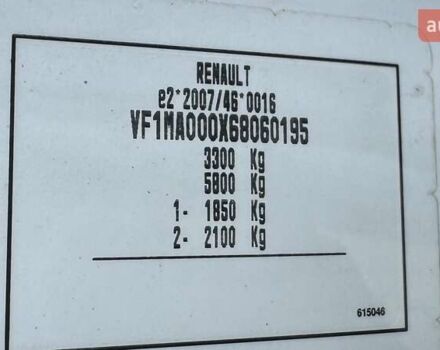 RENAULT
e2*2007/46*0016
VF1MA000X68060195
3300 Kg
5800 Kg
1- 1850 Kg
2- 2100 Kg
615046